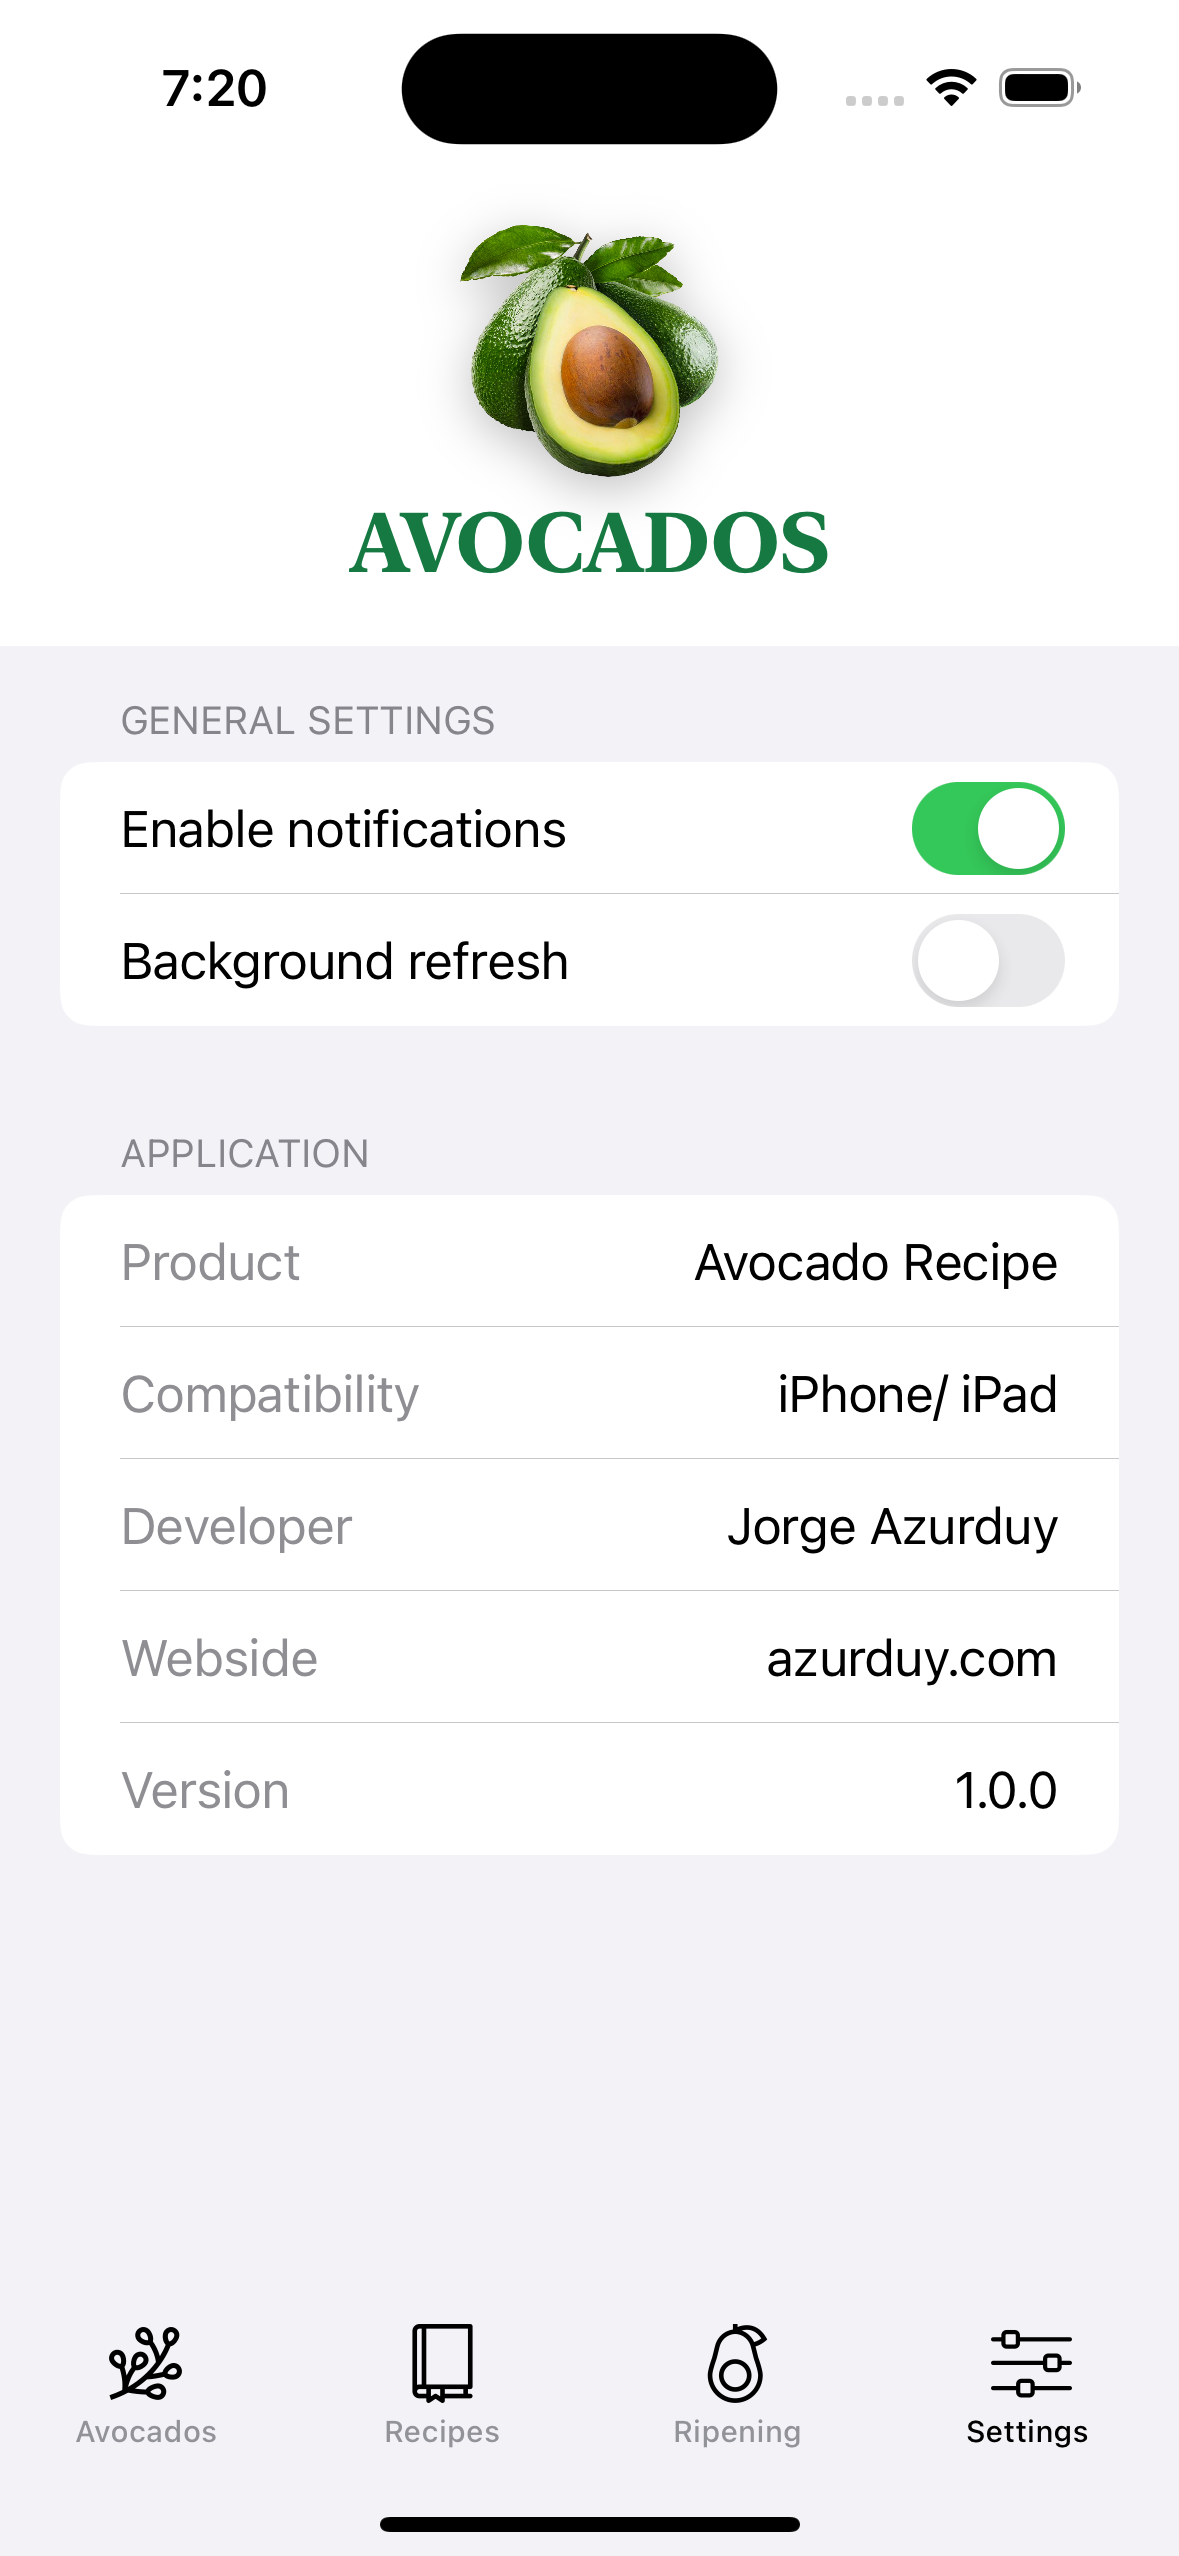 7:20
AVOCADOS
GENERAL SETTINGS
Enable notifications
Background refresh
APPLICATION
Product Avocado Recipe
Compatibility iPhone/ iPad
Developer Jorge Azurduy
Webside azurduy.com
Version 1.0.0
Avocados Recipes Ripening Settings